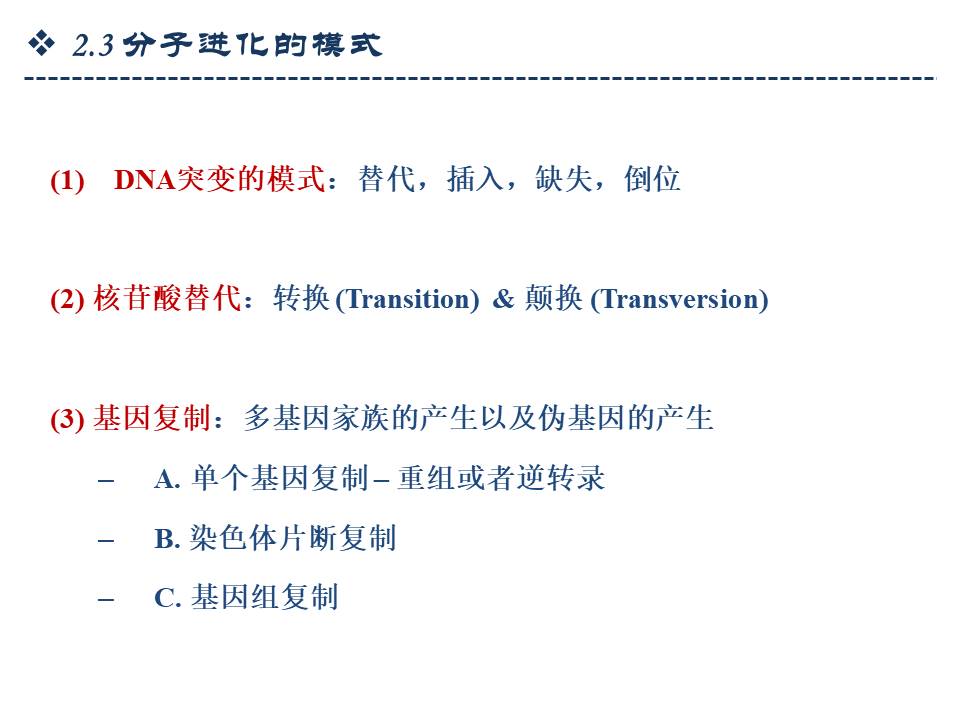 ❖ 2.3 分子进化的模式
(1) DNA突变的模式：替代，插入，缺失，倒位
(2) 核苷酸替代：转换 (Transition) & 颠换 (Transversion)
(3) 基因复制：多基因家族的产生以及伪基因的产生
– A. 单个基因复制 – 重组或者逆转录
– B. 染色体片断复制
– C. 基因组复制